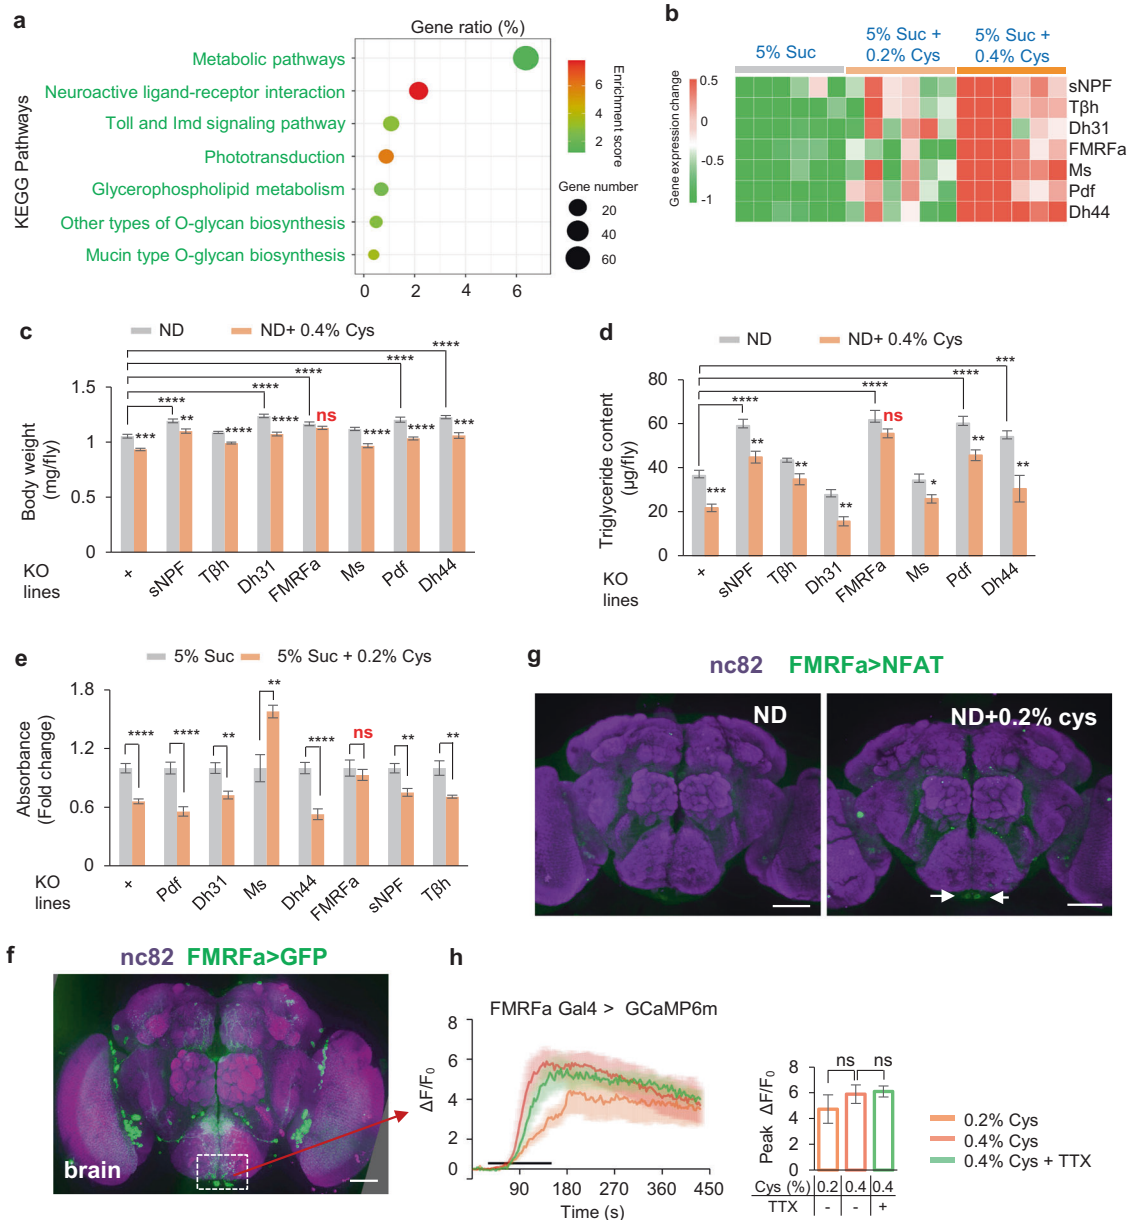 a
Gene ratio (%)
KEGG Pathways
Metabolic pathways
Neuroactive ligand-receptor interaction
Toll and Imd signaling pathway
Phototransduction
Glycerophospholipid metabolism
Other types of O-glycan biosynthesis
Mucin type O-glycan biosynthesis
0 2 4 6
6
4
2
Enrichment score
Gene number
20
40
60
b
5% Suc
5% Suc +
0.2% Cys
5% Suc +
0.4% Cys
Gene expression change
0.5
0
-0.5
-1
sNPF
Tβh
Dh31
FMRFa
Ms
Pdf
Dh44
c
ND
ND+ 0.4% Cys
Body weight
(mg/fly)
1.5
1
0.5
0
****
****
****
****
****
*** ** **** **** ns **** **** ***
KO
lines
+ sNPF Tβh Dh31 FMRFa Ms Pdf Dh44
d
ND
ND+ 0.4% Cys
Triglyceride content
(µg/fly)
80
60
40
20
0
***
****
****
****
*** ** ** ** ns * ** **
KO
lines
+ sNPF Tβh Dh31 FMRFa Ms Pdf Dh44
e
5% Suc
5% Suc + 0.2% Cys
Absorbance
(Fold change)
1.8
1.2
0.6
0
**** **** ** ** **** ns ** **
KO
lines
+ Pdf Dh31 Ms Dh44 FMRFa sNPF Tβh
g
nc82 FMRFa>NFAT
ND
ND+0.2% cys
f
nc82 FMRFa>GFP
brain
h
FMRFa Gal4 > GCaMP6m
ΔF/F0
8
6
4
2
0
90 180 270 360 450
Time (s)
Peak ΔF/F0
8
6
4
2
0
ns ns
Cys (%) 0.2 0.4 0.4
TTX - - +
0.2% Cys
0.4% Cys
0.4% Cys + TTX